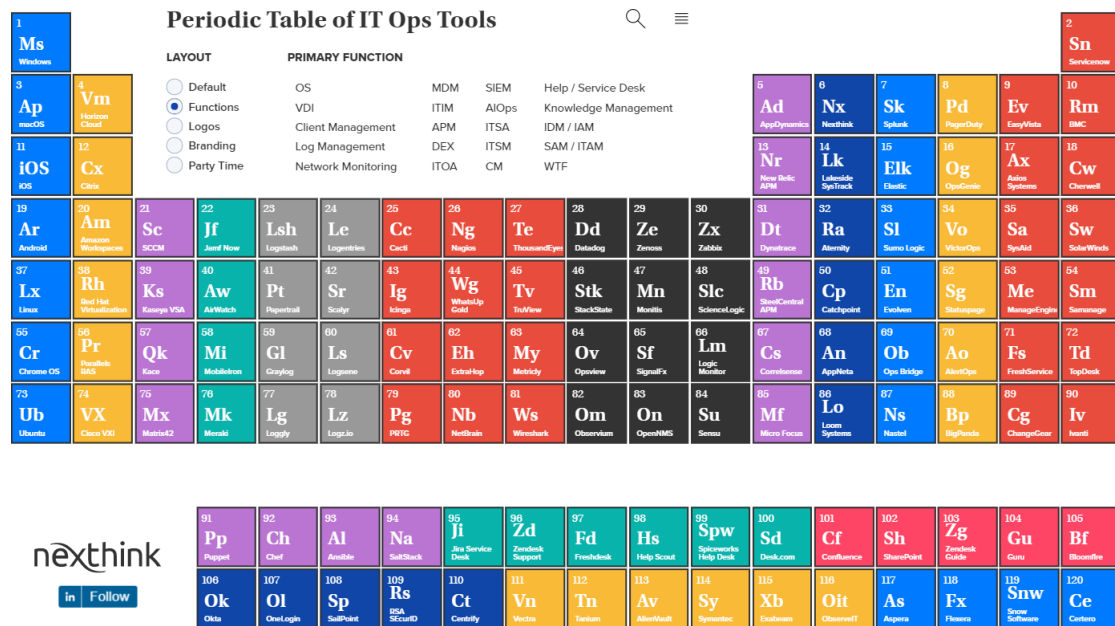 Periodic Table of IT Ops Tools
LAYOUT
Default
Functions
Logos
Branding
Party Time
PRIMARY FUNCTION
OS MDM SIEM Help / Service Desk
VDI ITIM AIOps Knowledge Management
Client Management APM ITSA IDM / IAM
Log Management DEX ITSM SAM / ITAM
Network Monitoring ITOA CM WTF
1 Ms Windows
2 Sn Servicenow
3 Ap macOS
4 Vm Horizon Cloud
5 Ad AppDynamics
6 Nx Nexthink
7 Sk Splunk
8 Pd PagerDuty
9 Ev EasyVista
10 Rm BMC
11 iOS iOS
12 Cx Citrix
13 Nr New Relic APM
14 Lk Lakeside SysTrack
15 Elk Elastic
16 Og OpsGenie
17 Ax Axios Systems
18 Cw Cherwell
19 Ar Android
20 Am Amazon Workspaces
21 Sc SCCM
22 Jf Jamf Now
23 Lsh Logstash
24 Le Logentries
25 Cc Cacti
26 Ng Nagios
27 Te ThousandEyes
28 Dd Datadog
29 Ze Zenoss
30 Zx Zabbix
31 Dt Dynatrace
32 Ra Aternity
33 Sl Sumo Logic
34 Vo VictorOps
35 Sa SysAid
36 Sw SolarWinds
37 Lx Linux
38 Rh Red Hat Virtualization
39 Ks Kaseya VSA
40 Aw AirWatch
41 Pt Papertrail
42 Sr Scalyr
43 Ig Icinga
44 Wg WhatsUp Gold
45 Tv TruView
46 Stk StackState
47 Mn Monitis
48 Slc ScienceLogic
49 Rb SteelCentral APM
50 Cp Catchpoint
51 En Evolven
52 Sg Statuspage
53 Me ManageEngin
54 Sm Samanage
55 Cr Chrome OS
56 Pr Parallels RAS
57 Qk Kace
58 Mi MobileIron
59 Gl Graylog
60 Ls Logsene
61 Cv Corvil
62 Eh ExtraHop
63 My Metricly
64 Ov Opsview
65 Sf SignalFx
66 Lm Logic Monitor
67 Cs Correlsense
68 An AppNeta
69 Ob Ops Bridge
70 Ao AlertOps
71 Fs FreshService
72 Td TopDesk
73 Ub Ubuntu
74 VX Cisco VXI
75 Mx Matrix42
76 Mk Meraki
77 Lg Loggly
78 Lz Logz.io
79 Pg PRTG
80 Nb NetBrain
81 Ws Wireshark
82 Om Observium
83 On OpenNMS
84 Su Sensu
85 Mf Micro Focus
86 Lo Loom Systems
87 Ns Nastel
88 Bp BigPanda
89 Cg ChangeGear
90 Iv Ivanti
91 Pp Puppet
92 Ch Chef
93 Al Ansible
94 Na SaltStack
95 Ji Jira Service Desk
96 Zd Zendesk Support
97 Fd Freshdesk
98 Hs Help Scout
99 Spw Spiceworks Help Desk
100 Sd Desk.com
101 Cf Confluence
102 Sh SharePoint
103 Zg Zendesk Guide
104 Gu Guru
105 Bf Bloomfire
106 Ok Okta
107 Ol OneLogin
108 Sp SailPoint
109 Rs RSA SEcurID
110 Ct Centrify
111 Vn Vectra
112 Tn Tanium
113 Av AlienVault
114 Sy Symantec
115 Xb Exabeam
116 Oit ObserveIT
117 As Aspera
118 Fx Flexera
119 Snw Snow Software
120 Ce Certero
nexthink
in Follow